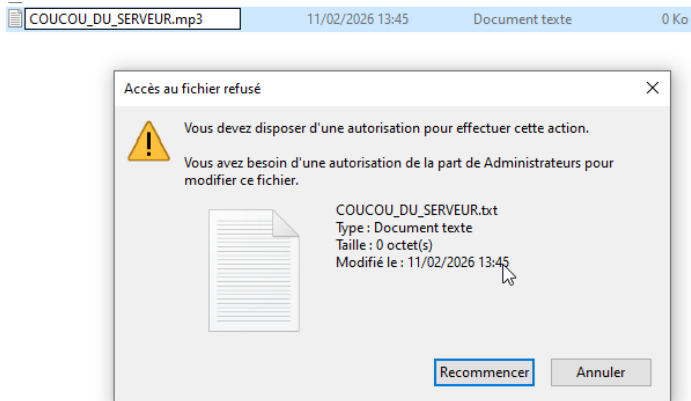 COUCOU_DU_SERVEUR.mp3 11/02/2026 13:45 Document texte 0 Ko
Accès au fichier refusé
Vous devez disposer d'une autorisation pour effectuer cette action.
Vous avez besoin d'une autorisation de la part de Administrateurs pour
modifier ce fichier.
COUCOU_DU_SERVEUR.txt
Type : Document texte
Taille : 0 octet(s)
Modifié le : 11/02/2026 13:45
Recommencer Annuler